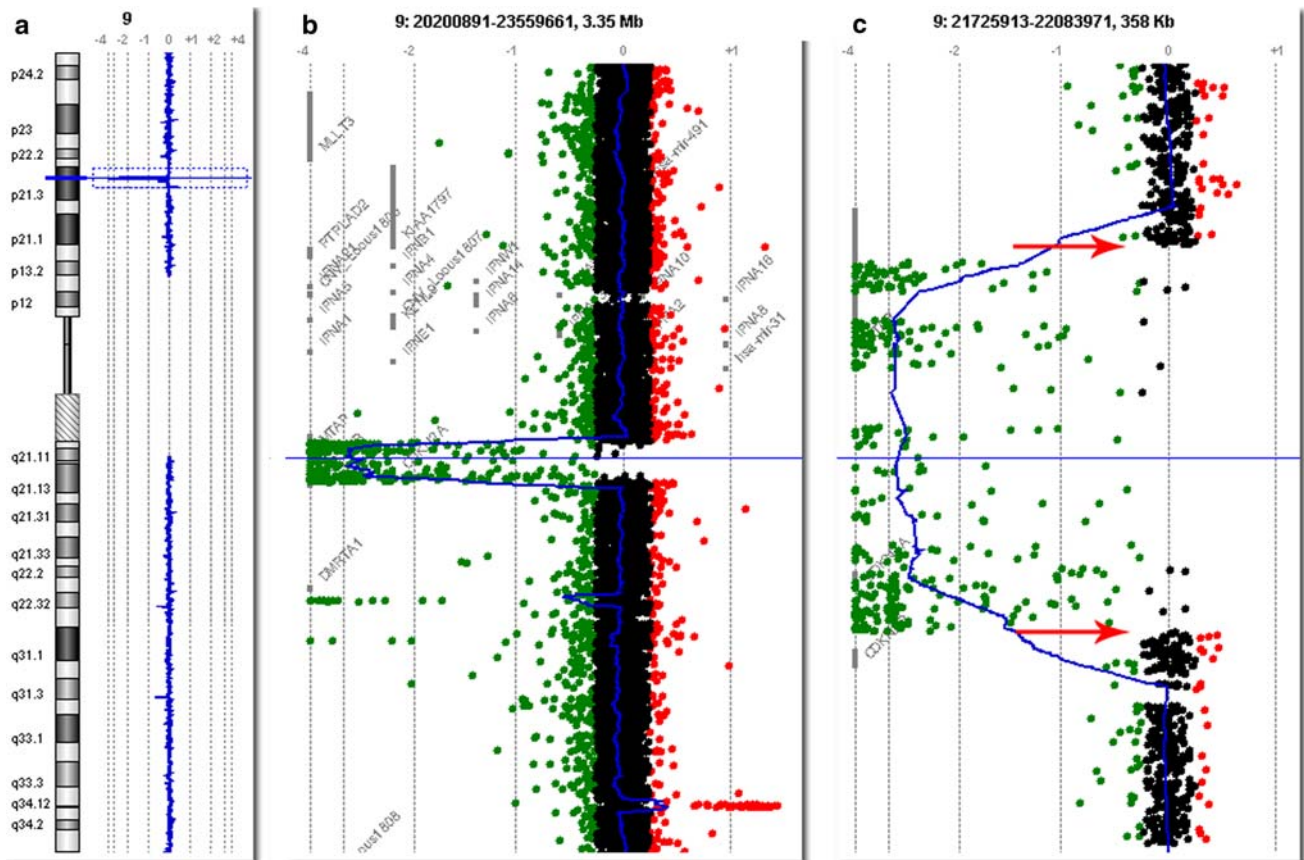 a
9
-4 -2 -1 0 +1 +2 +4
p24.2
p23
p22.2
p21.3
p21.1
p13.2
p12
q21.11
q21.13
q21.31
q21.33
q22.2
q22.32
q31.1
q31.3
q33.1
q33.3
q34.12
q34.2
b
9: 20200891-23559661, 3.35 Mb
-4 -2 -1 0 +1
MLLT3
PTPLAD2
KIAA1797
IFNB1
IFNW1
IFNA10
IFNA16
IFNA4
IFNA14
IFNA5
IFNA6
IFNA2
IFNA8
IFNA1
IFNE1
hsa-mir-31
MTAP
DMRTA1
c
9: 21725913-22083971, 358 Kb
-4 -2 -1 0 +1